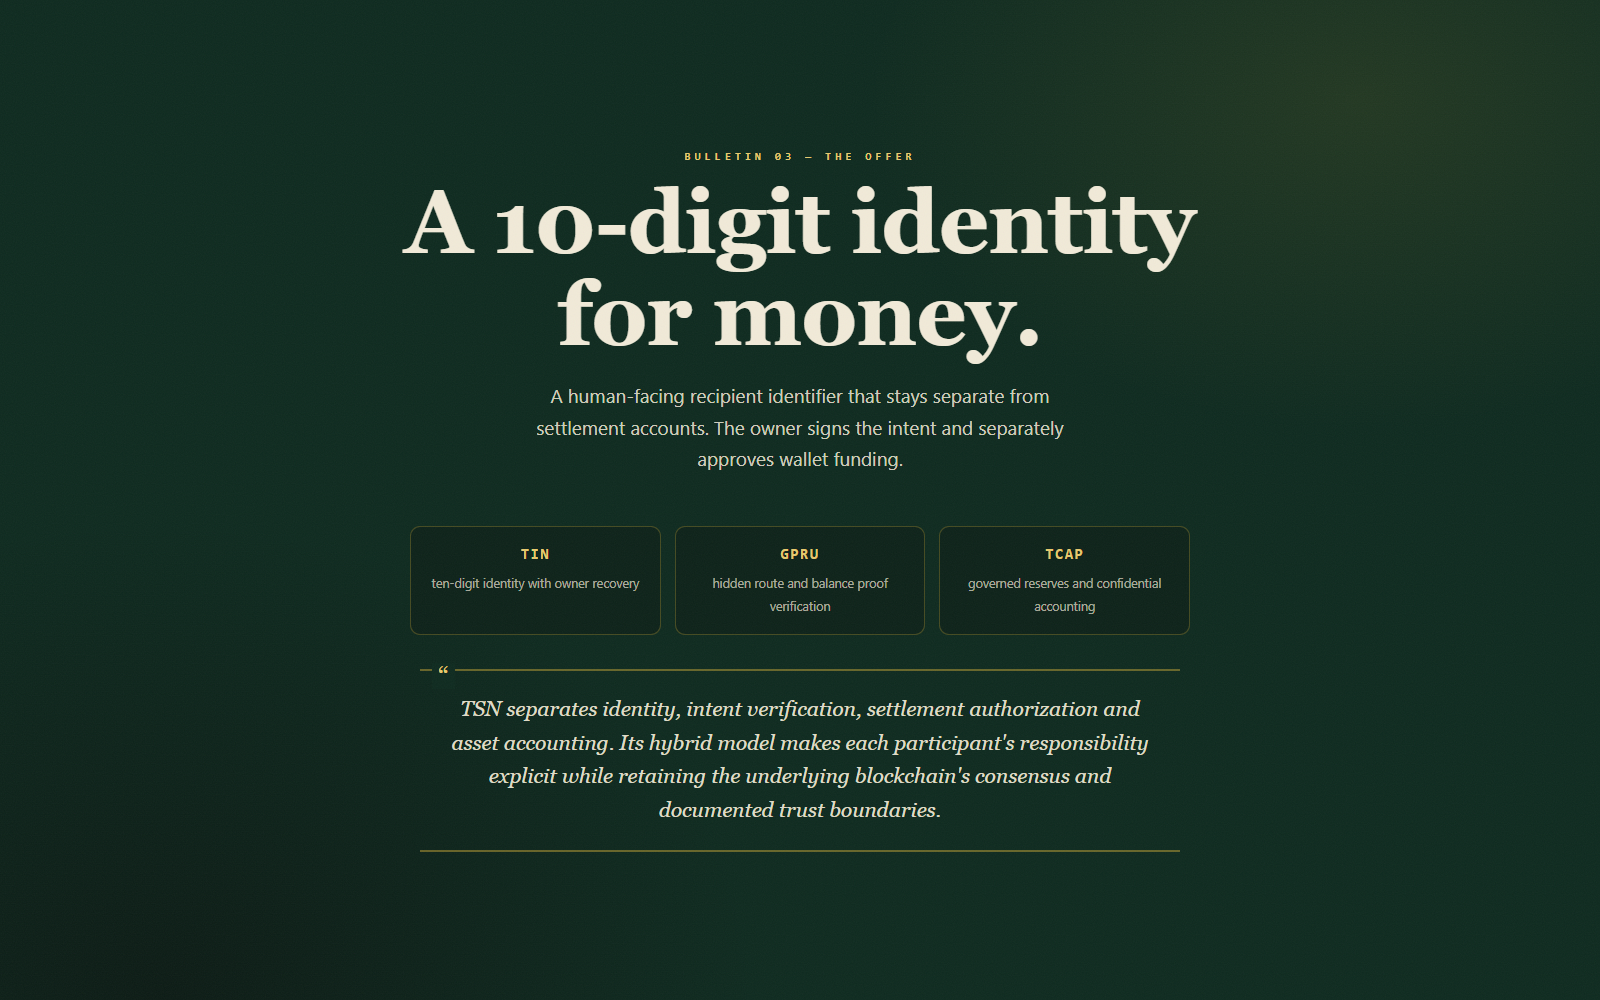 BULLETIN 03 — THE OFFER
A 10-digit identity
for money.
A human-facing recipient identifier that stays separate from
settlement accounts. The owner signs the intent and separately
approves wallet funding.
TIN
ten-digit identity with owner recovery
GPRU
hidden route and balance proof
verification
TCAP
governed reserves and confidential
accounting
“
TSN separates identity, intent verification, settlement authorization and
asset accounting. Its hybrid model makes each participant's responsibility
explicit while retaining the underlying blockchain's consensus and
documented trust boundaries.